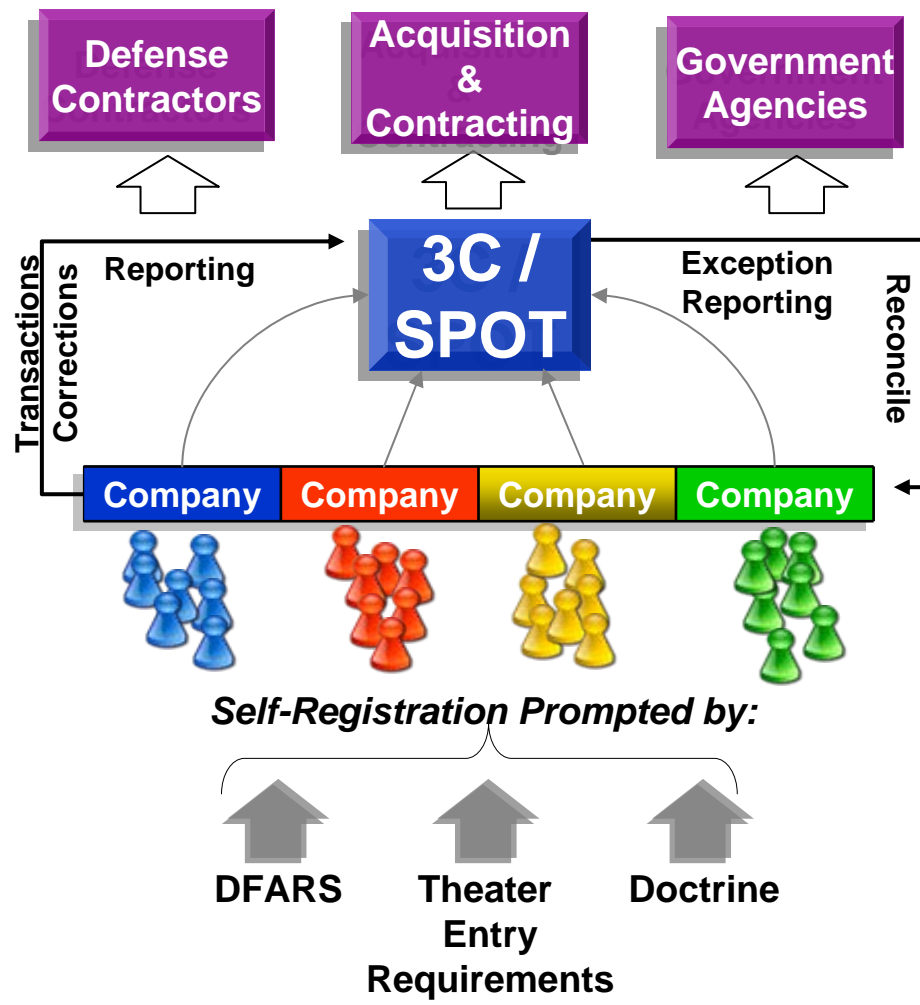 Defense
Contractors
Acquisition
&
Contracting
Government
Agencies
3C /
SPOT
Reporting
Exception
Reporting
Transactions
Corrections
Reconcile
Company
Company
Company
Company
Self-Registration Prompted by:
DFARS
Theater
Entry
Requirements
Doctrine